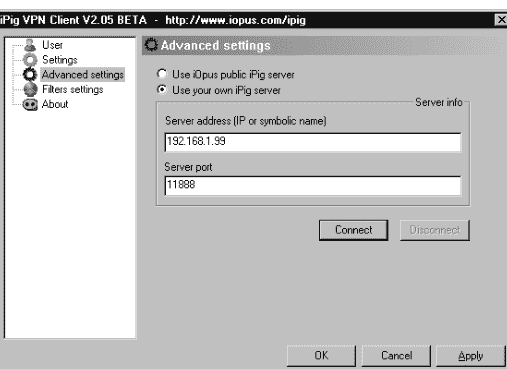 iPig VPN Client V2.05 BETA - http://www.iopus.com/ipig
User
Settings
Advanced settings
Filters settings
About
Advanced settings
Use iOpus public iPig server
Use your own iPig server
Server info
Server address (IP or symbolic name)
192.168.1.99
Server port
11888
Connect
Disconnect
OK
Cancel
Apply